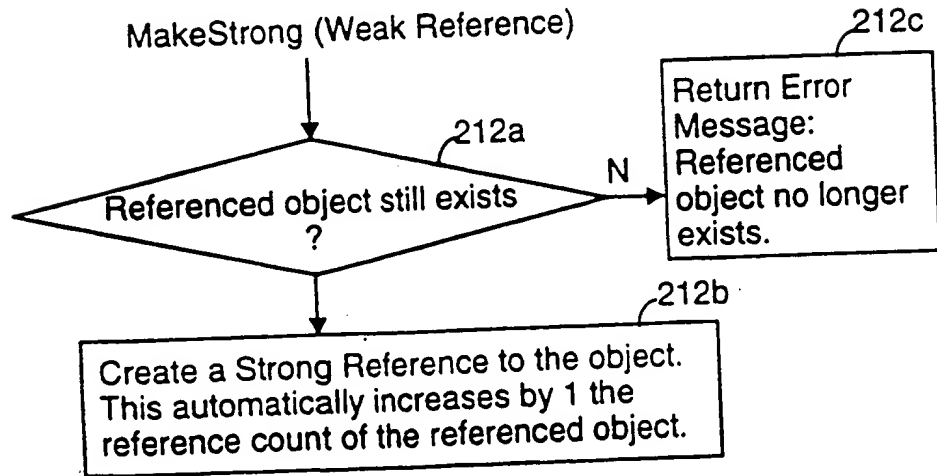 MakeStrong (Weak Reference)
212a
Referenced object still exists
?
N
212c
Return Error
Message:
Referenced
object no longer
exists.
212b
Create a Strong Reference to the object.
This automatically increases by 1 the
reference count of the referenced object.